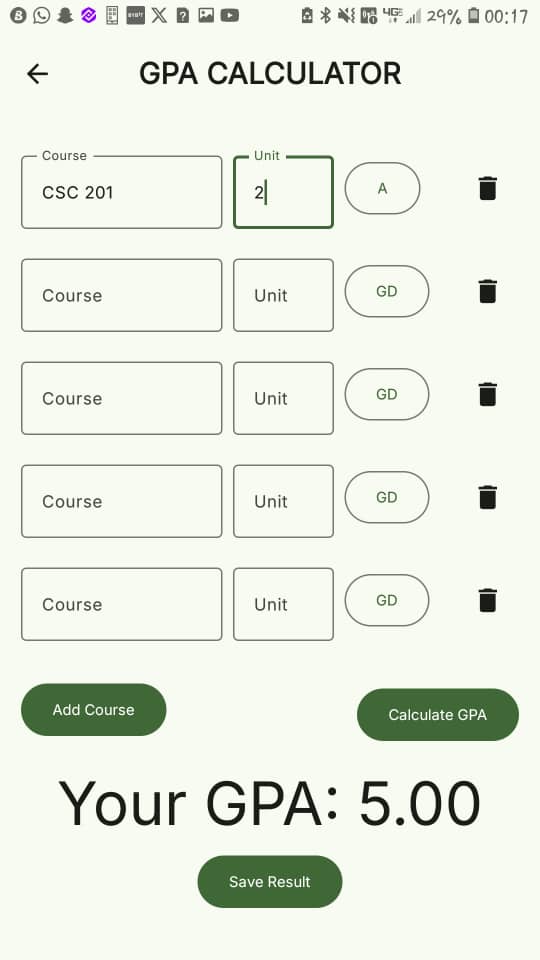 29% 00:17
GPA CALCULATOR
Course Unit
CSC 201 2 A
Course Unit GD
Course Unit GD
Course Unit GD
Course Unit GD
Add Course
Calculate GPA
Your GPA: 5.00
Save Result